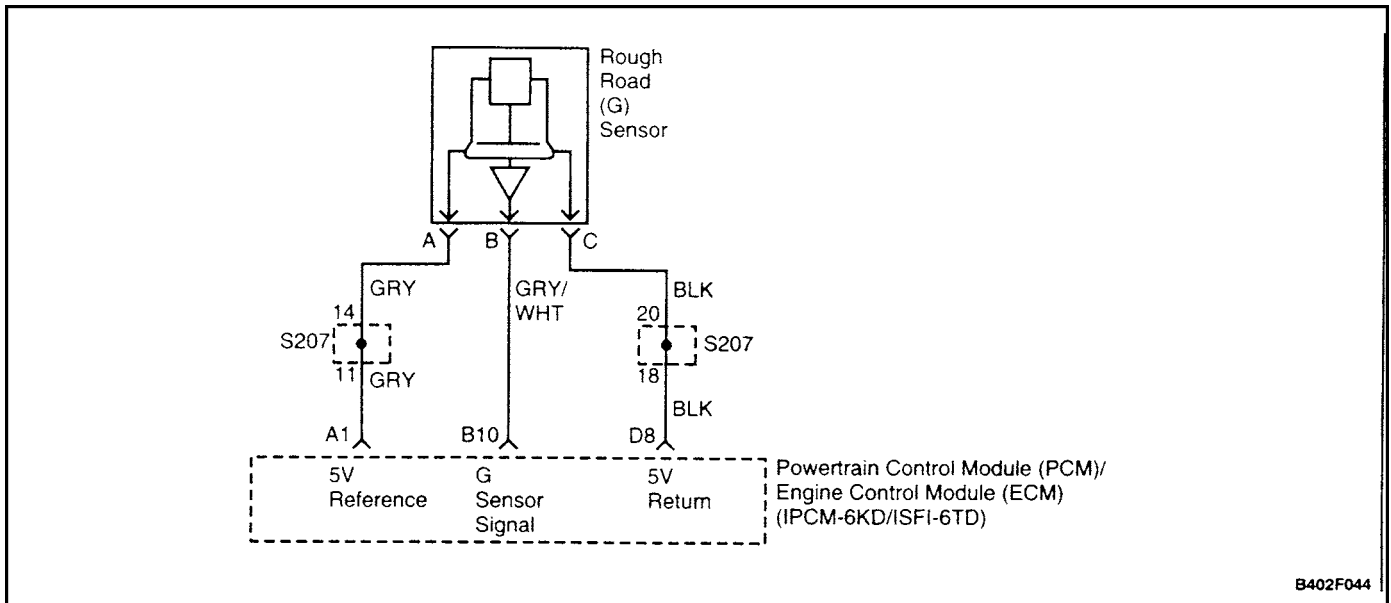 Rough
Road
(G)
Sensor
A
B
C
GRY
GRY/
WHT
BLK
14
20
S207
S207
11
GRY
18
BLK
A1
B10
D8
5V
Reference
G
Sensor
Signal
5V
Return
Powertrain Control Module (PCM)/
Engine Control Module (ECM)
(IPCM-6KD/ISFI-6TD)
B402F044